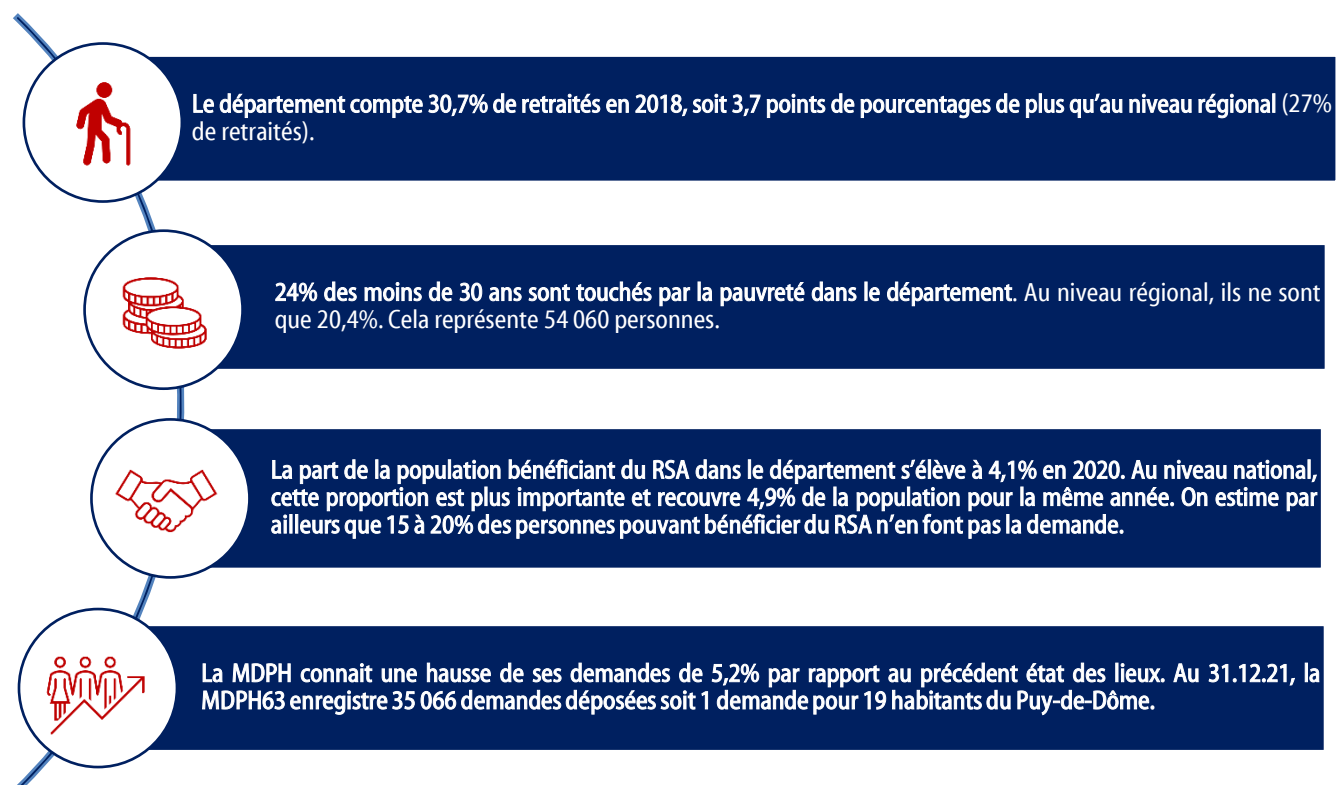 Le département compte 30,7% de retraités en 2018, soit 3,7 points de pourcentages de plus qu'au niveau régional (27%
de retraités).
24% des moins de 30 ans sont touchés par la pauvreté dans le département. Au niveau régional, ils ne sont
que 20,4%. Cela représente 54 060 personnes.
La part de la population bénéficiant du RSA dans le département s'élève à 4,1% en 2020. Au niveau national,
cette proportion est plus importante et recouvre 4,9% de la population pour la même année. On estime par
ailleurs que 15 à 20% des personnes pouvant bénéficier du RSA n'en font pas la demande.
La MDPH connait une hausse de ses demandes de 5,2% par rapport au précédent état des lieux. Au 31.12.21, la
MDPH63 enregistre 35 066 demandes déposées soit 1 demande pour 19 habitants du Puy-de-Dôme.